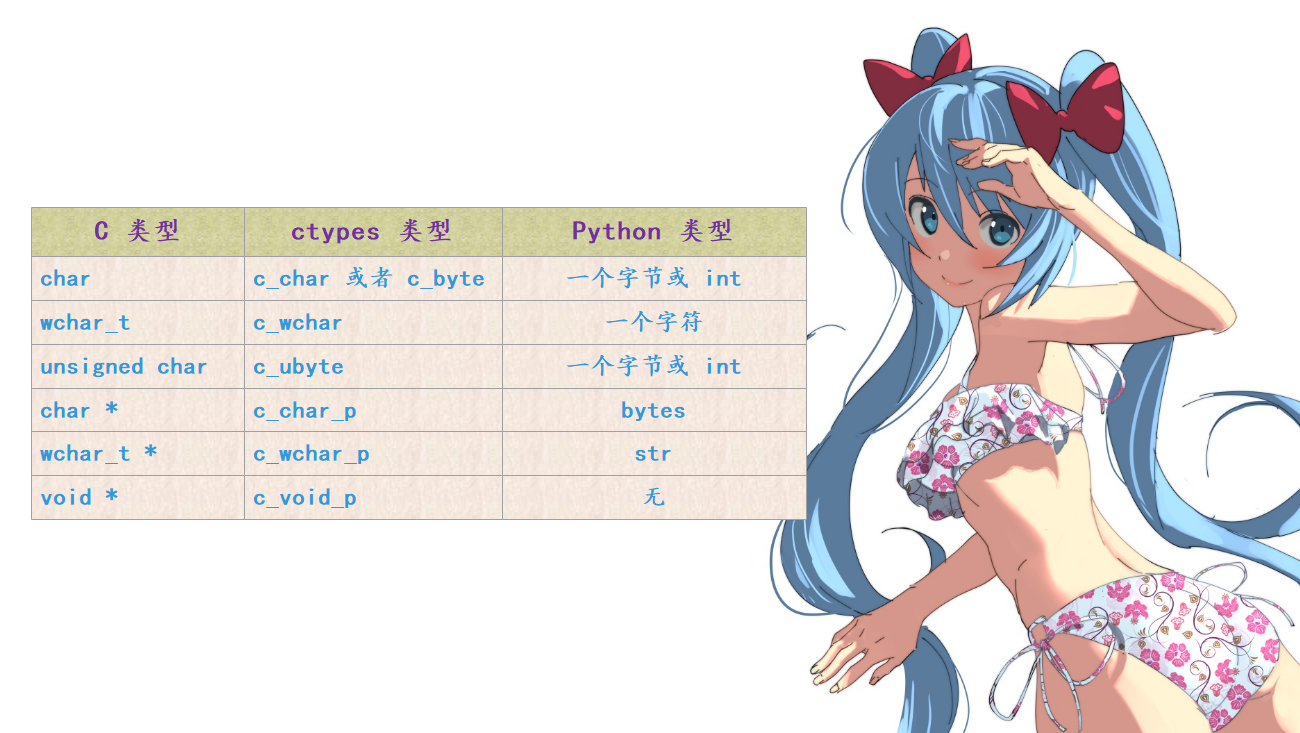 C 类型 ctypes 类型 Python 类型
char c_char 或者 c_byte 一个字节或 int
wchar_t c_wchar 一个字符
unsigned char c_ubyte 一个字节或 int
char * c_char_p bytes
wchar_t * c_wchar_p str
void * c_void_p 无